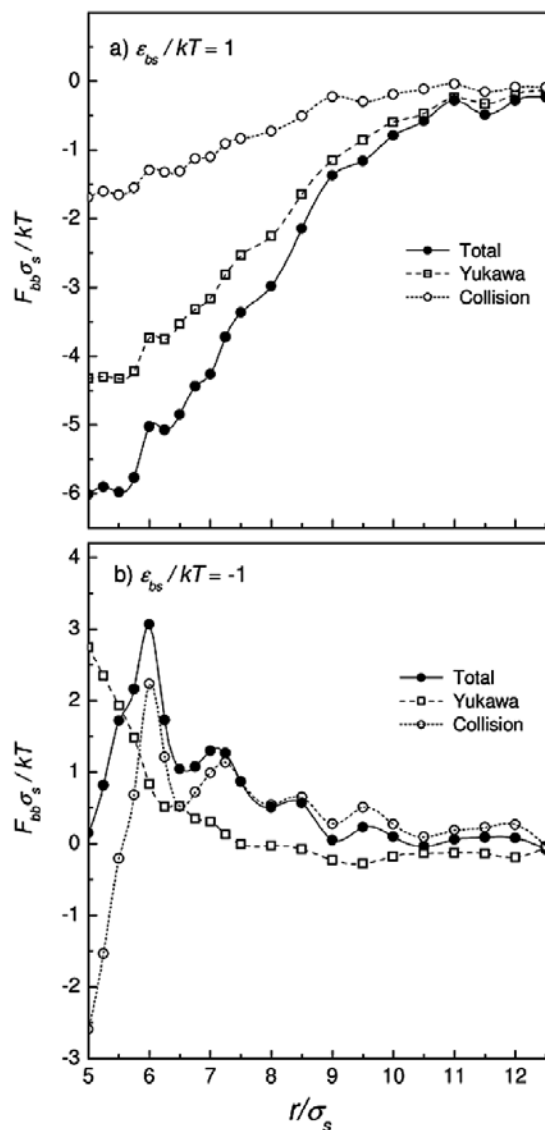 a) ε_bs / kT = 1
F_bb σ_s / kT
0
-1
-2
-3
-4
-5
-6
Total
Yukawa
Collision
b) ε_bs / kT = -1
F_bb σ_s / kT
4
3
2
1
0
-1
-2
-3
Total
Yukawa
Collision
5 6 7 8 9 10 11 12
r/σ_s